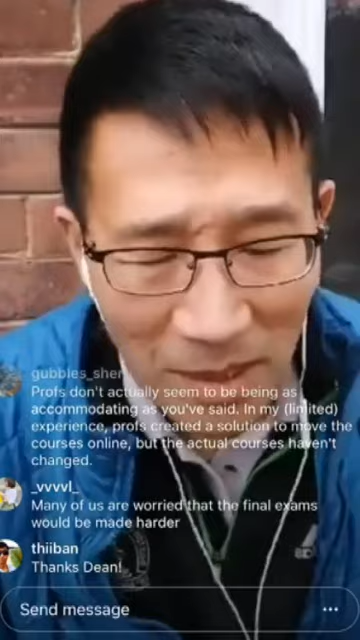 gubbles_sher
Profs don't actually seem to be being as
accommodating as you've said. In my (limited)
experience, profs created a solution to move the
courses online, but the actual courses haven't
changed.
_vvvvl_
Many of us are worried that the final exams
would be made harder
thiiban
Thanks Dean!
Send message